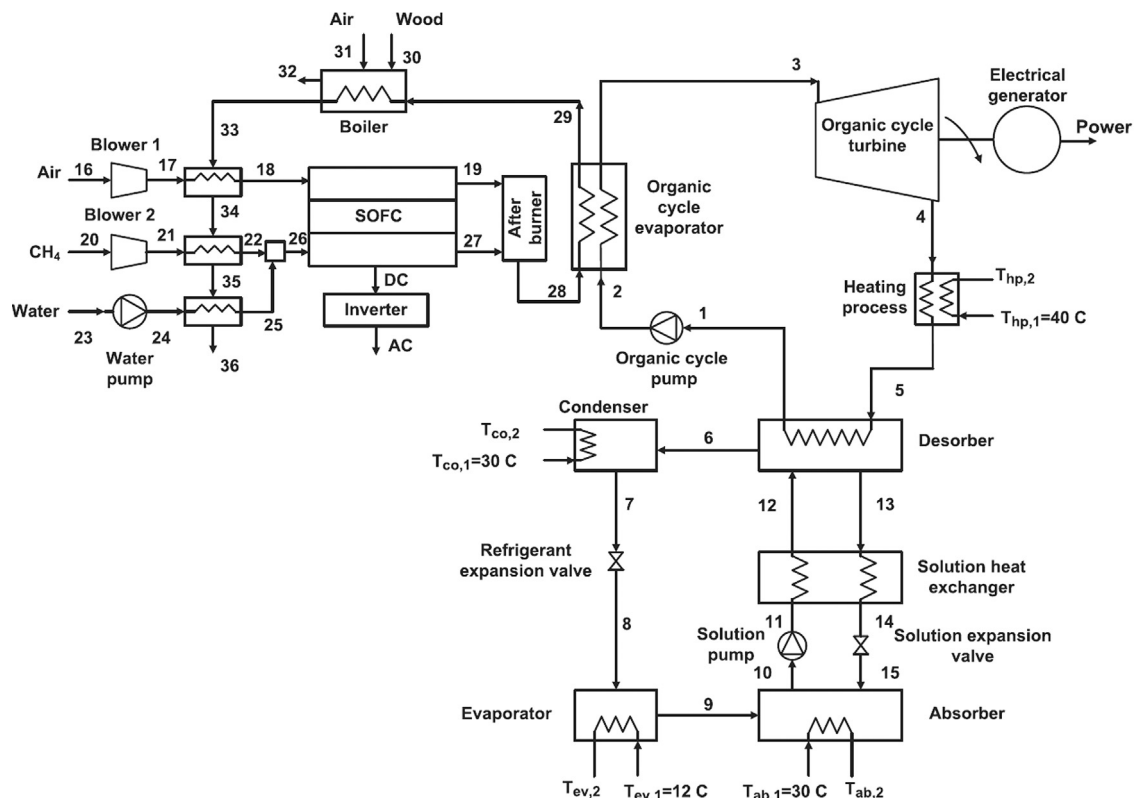 Air
Wood
31
30
32
3
Electrical
generator
Boiler
29
33
Organic cycle
turbine
Power
Blower 1
Air
16
17
18
19
Organic
cycle
evaporator
34
SOFC
After
burner
4
Blower 2
CH4
20
21
22
26
27
35
DC
28
2
Heating
process
Thp,2
Thp,1=40 C
Water
23
24
25
Inverter
1
36
AC
Water
pump
Organic cycle
pump
5
Condenser
Tco,2
Tco,1=30 C
6
Desorber
7
12
13
Refrigerant
expansion valve
Solution heat
exchanger
8
11
14
Solution
pump
Solution expansion
valve
10
15
Evaporator
9
Absorber
Tev,2
Tev,1=12 C
Tab,1=30 C
Tab,2